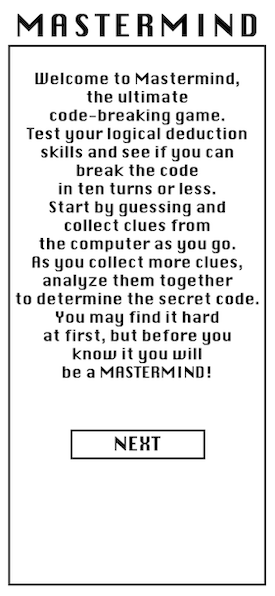 MASTERMIND
Welcome to Mastermind,
the ultimate
code-breaking game.
Test your logical deduction
skills and see if you can
break the code
in ten turns or less.
Start by guessing and
collect clues from
the computer as you go.
As you collect more clues,
analyze them together
to determine the secret code.
You may find it hard
at first, but before you
know it you will
be a MASTERMIND!
NEXT